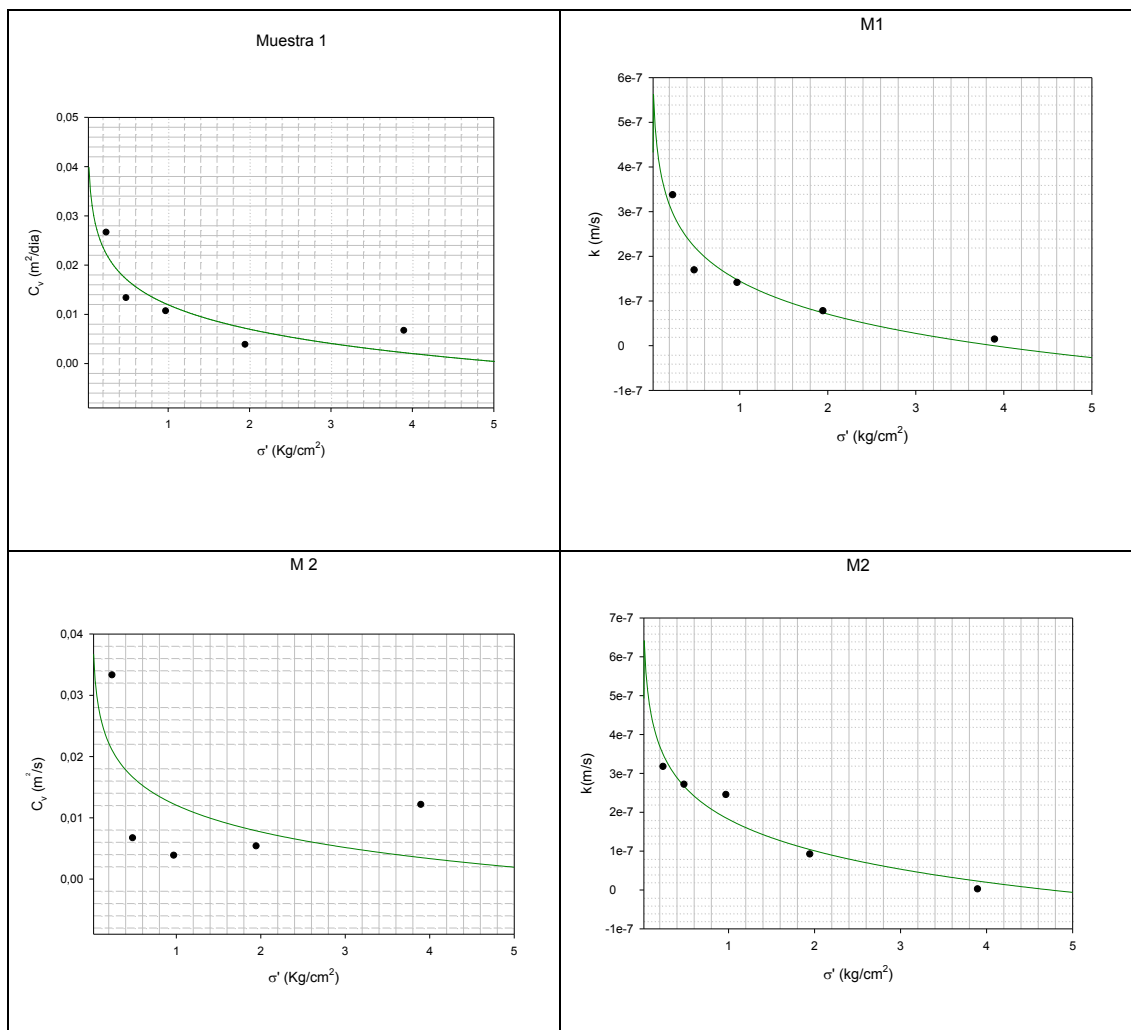 Muestra 1
0,05
0,04
0,03
0,02
0,01
0,00
Cv (m²/dia)
1 2 3 4 5
σ' (Kg/cm²)
M1
6e-7
5e-7
4e-7
3e-7
2e-7
1e-7
0
-1e-7
k (m/s)
1 2 3 4 5
σ' (kg/cm²)
M 2
0,04
0,03
0,02
0,01
0,00
Cv (m²/s)
1 2 3 4 5
σ' (Kg/cm²)
M2
7e-7
6e-7
5e-7
4e-7
3e-7
2e-7
1e-7
0
-1e-7
k(m/s)
1 2 3 4 5
σ' (kg/cm²)